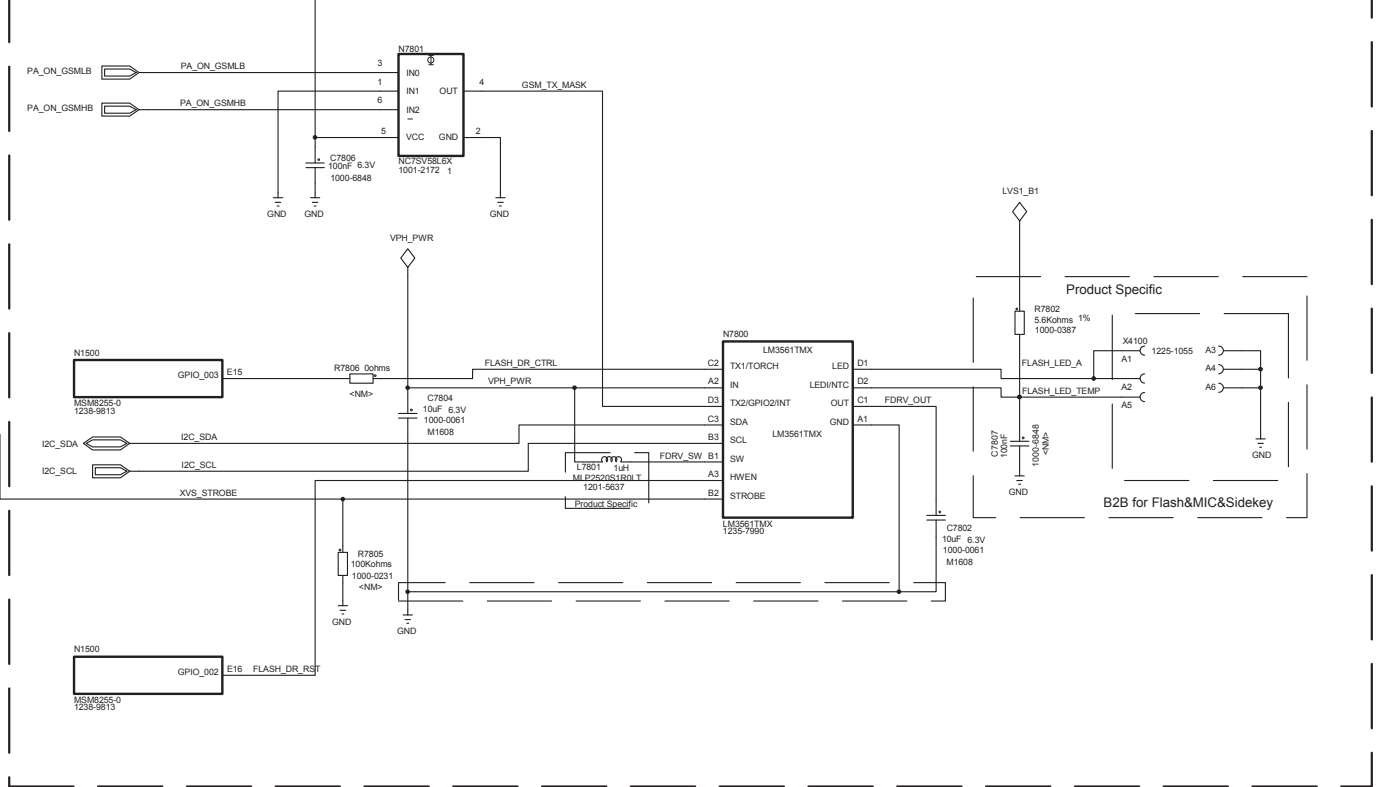 N7801
PA_ON_GSMLB
PA_ON_GSMLB
3
IN0
1
IN1
OUT
4
GSM_TX_MASK
PA_ON_GSMHB
PA_ON_GSMHB
6
IN2
5
VCC
GND
2
C7806
100nF 6.3V
1000-6848
NC7SV58L6X
1001-2172 1
GND
GND
GND
LVS1_B1
VPH_PWR
Product Specific
R7802
5.6Kohms 1%
1000-0387
N7800
LM3561TMX
X4100
1225-1055
A1
A3
A4
A2
A6
A5
N1500
GPIO_003
E15
MSM8255-0
1238-9813
R7806 0ohms
<NM>
FLASH_DR_CTRL
C2
TX1/TORCH
LED
D1
FLASH_LED_A
VPH_PWR
A2
IN
LEDI/NTC
D2
FLASH_LED_TEMP
C7804
10uF 6.3V
1000-0061
M1608
D3
TX2/GPIO2/INT
OUT
C1
FDRV_OUT
C3
SDA
GND
A1
LM3561TMX
I2C_SDA
I2C_SDA
B3
SCL
I2C_SCL
I2C_SCL
FDRV_SW
B1
SW
L7801 1uH
MLP2520S1R0LT
1201-5637
Product Specific
A3
HWEN
XVS_STROBE
B2
STROBE
LM3561TMX
1235-7990
C7807
100nF
1000-6848
<NM>
GND
GND
B2B for Flash&MIC&Sidekey
C7802
10uF 6.3V
1000-0061
M1608
R7805
100Kohms
1000-0231
<NM>
GND
GND
N1500
GPIO_002
E16
FLASH_DR_RST
MSM8255-0
1238-9813